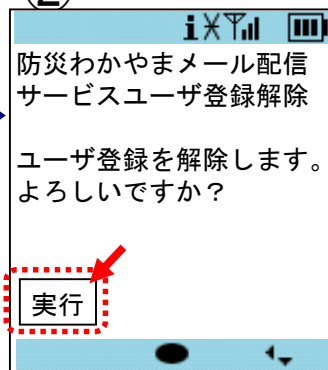 ②
防災わかやまメール配信
サービスユーザ登録解除
ユーザ登録を解除します。
よろしいですか？
実行